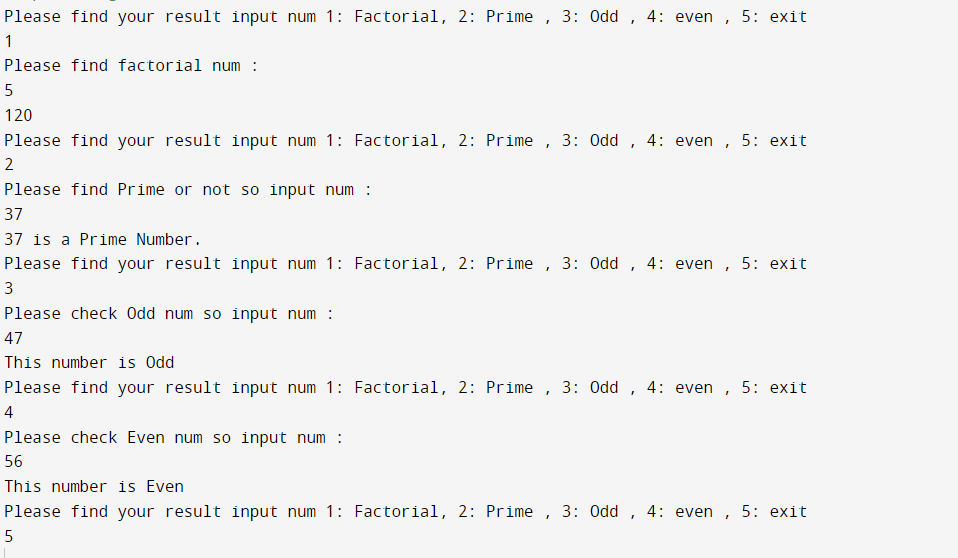 Please find your result input num 1: Factorial, 2: Prime , 3: Odd , 4: even , 5: exit
1
Please find factorial num :
5
120
Please find your result input num 1: Factorial, 2: Prime , 3: Odd , 4: even , 5: exit
2
Please find Prime or not so input num :
37
37 is a Prime Number.
Please find your result input num 1: Factorial, 2: Prime , 3: Odd , 4: even , 5: exit
3
Please check Odd num so input num :
47
This number is Odd
Please find your result input num 1: Factorial, 2: Prime , 3: Odd , 4: even , 5: exit
4
Please check Even num so input num :
56
This number is Even
Please find your result input num 1: Factorial, 2: Prime , 3: Odd , 4: even , 5: exit
5